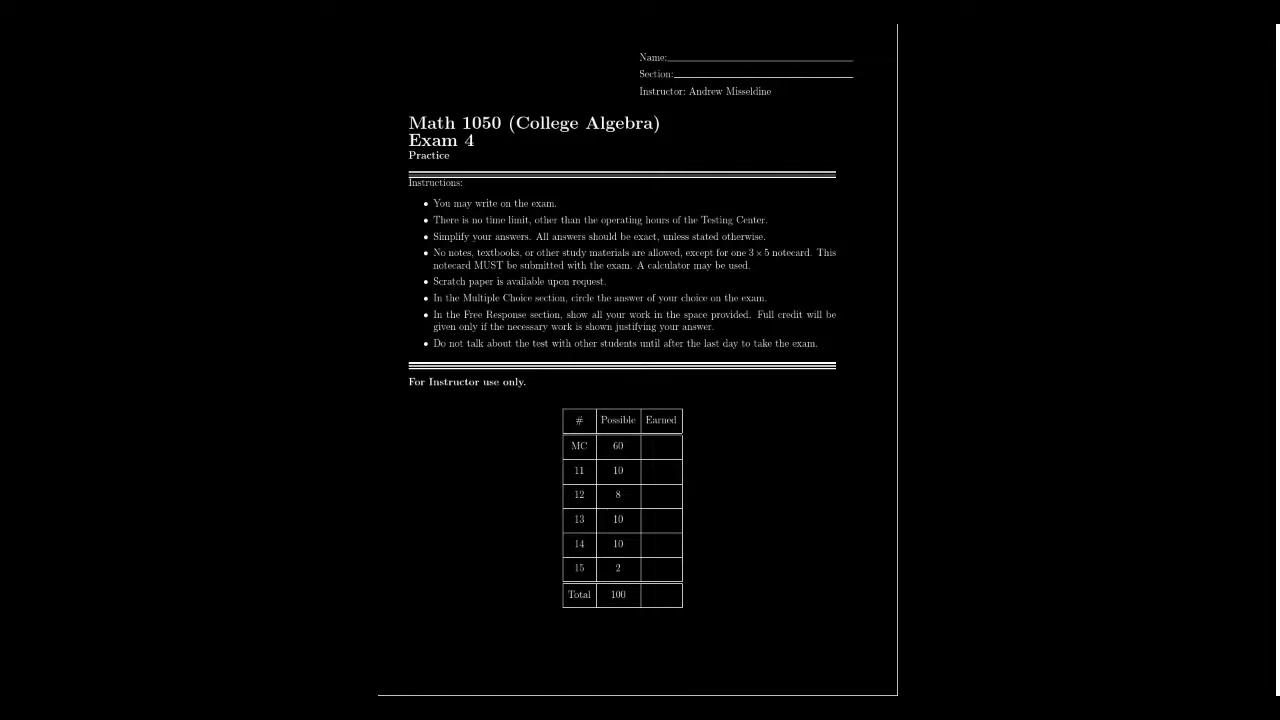 Name:
Section:
Instructor: Andrew Misseldine
Math 1050 (College Algebra)
Exam 4
Practice
Instructions:
• You may write on the exam.
• There is no time limit, other than the operating hours of the Testing Center.
• Simplify your answers. All answers should be exact, unless stated otherwise.
• No notes, textbooks, or other study materials are allowed, except for one 3 × 5 notecard. This
notecard MUST be submitted with the exam. A calculator may be used.
• Scratch paper is available upon request.
• In the Multiple Choice section, circle the answer of your choice on the exam.
• In the Free Response section, show all your work in the space provided. Full credit will be
given only if the necessary work is shown justifying your answer.
• Do not talk about the test with other students until after the last day to take the exam.
For Instructor use only.
# Possible Earned
MC 60
11 10
12 8
13 10
14 10
15 2
Total 100